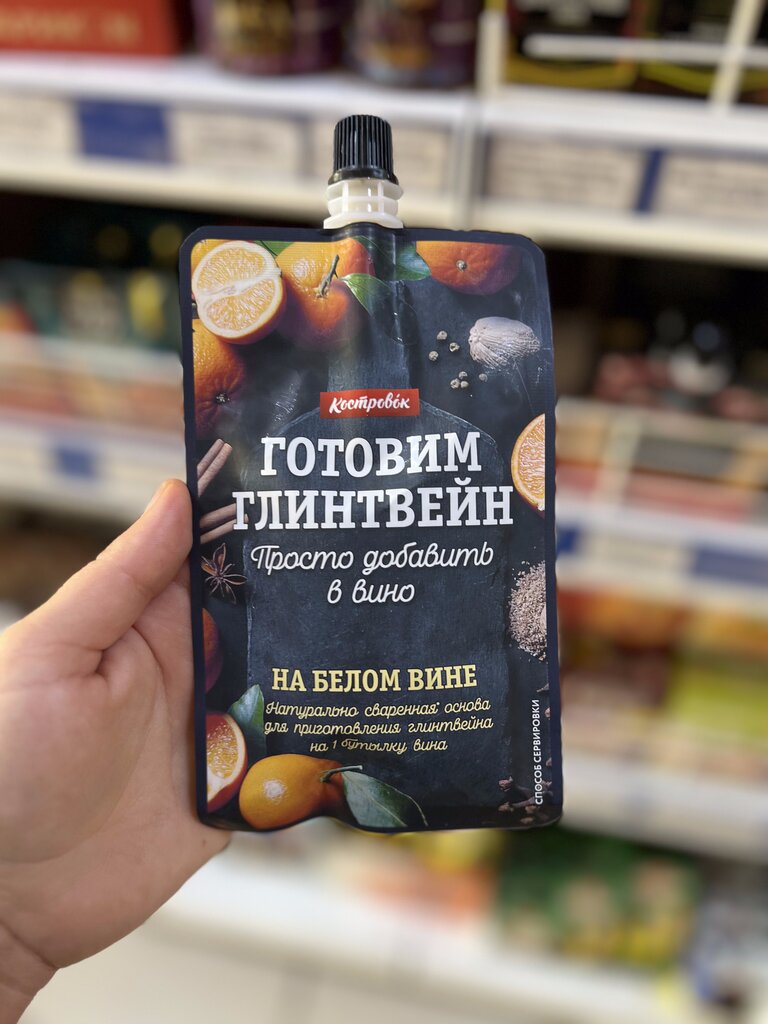 Костровок
ГОТОВИМ
ГЛИНТВЕЙН
Просто добавить
в вино
НА БЕЛОМ ВИНЕ
Натурально сваренная* основа
для приготовления глинтвейна
на 1 бутылку вина
СПОСОБ СЕРВИРОВКИ